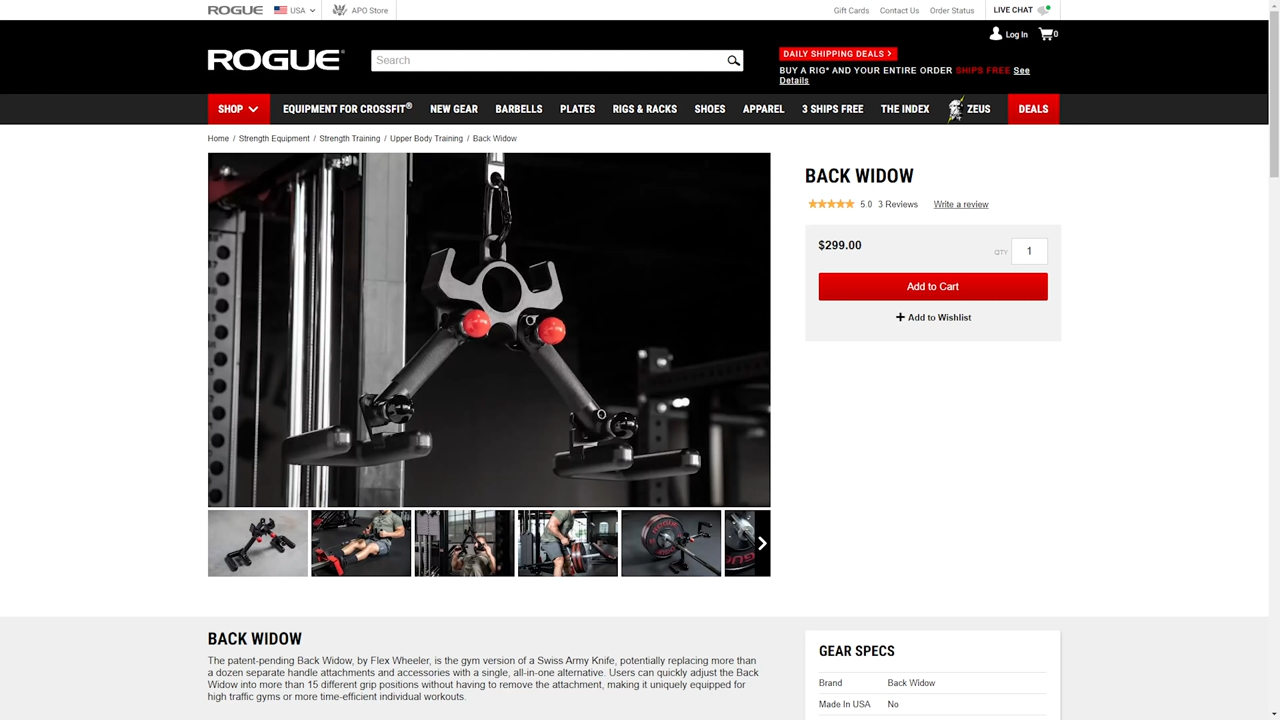 ROGUE USA APO Store Gift Cards Contact Us Order Status LIVE CHAT
Log In 0
ROGUE® Search DAILY SHIPPING DEALS >
BUY A RIG* AND YOUR ENTIRE ORDER SHIPS FREE See
Details
SHOP EQUIPMENT FOR CROSSFIT® NEW GEAR BARBELLS PLATES RIGS & RACKS SHOES APPAREL 3 SHIPS FREE THE INDEX ZEUS DEALS
Home / Strength Equipment / Strength Training / Upper Body Training / Back Widow
BACK WIDOW
5.0 3 Reviews Write a review
$299.00 QTY 1
Add to Cart
+ Add to Wishlist
BACK WIDOW
The patent-pending Back Widow, by Flex Wheeler, is the gym version of a Swiss Army Knife, potentially replacing more than
a dozen separate handle attachments and accessories with a single, all-in-one alternative. Users can quickly adjust the Back
Widow into more than 15 different grip positions without having to remove the attachment, making it uniquely equipped for
high traffic gyms or more time-efficient individual workouts.
GEAR SPECS
Brand Back Widow
Made In USA No